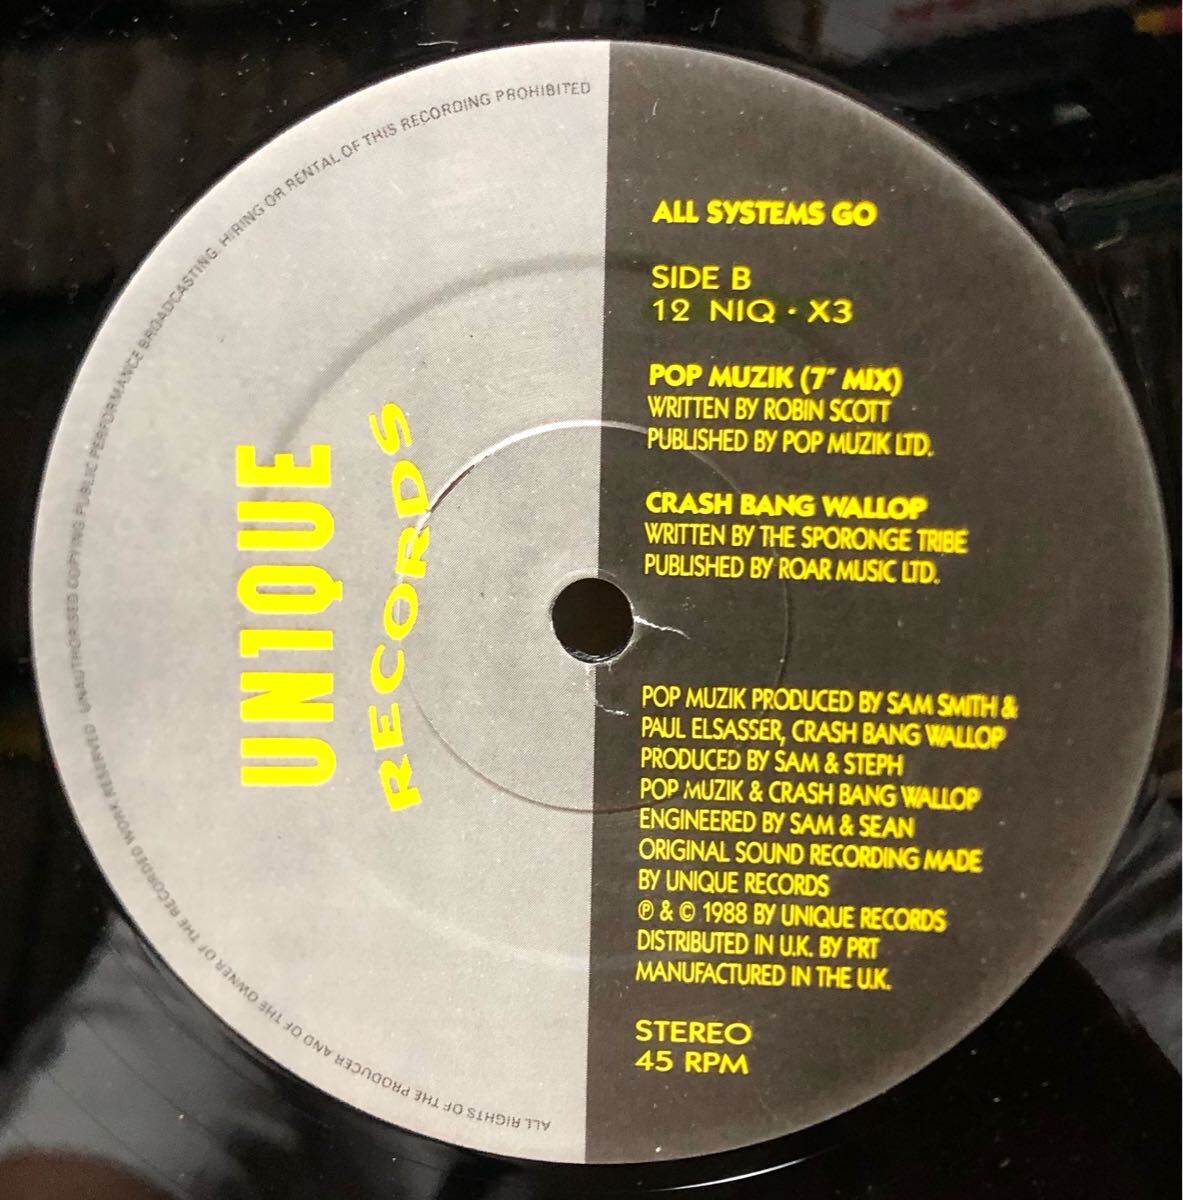 ALL RIGHTS OF THE PRODUCER AND OF THE OWNER OF THE RECORDED WORK RESERVED. UNAUTHORISED COPYING PUBLIC PERFORMANCE BROADCASTING, HIRING OR RENTAL OF THIS RECORDING PROHIBITED
UN1QUE
RECORDS
ALL SYSTEMS GO
SIDE B
12 NIQ · X3
POP MUZIK (7" MIX)
WRITTEN BY ROBIN SCOTT
PUBLISHED BY POP MUZIK LTD.
CRASH BANG WALLOP
WRITTEN BY THE SPORONGE TRIBE
PUBLISHED BY ROAR MUSIC LTD.
POP MUZIK PRODUCED BY SAM SMITH &
PAUL ELSASSER, CRASH BANG WALLOP
PRODUCED BY SAM & STEPH
POP MUZIK & CRASH BANG WALLOP
ENGINEERED BY SAM & SEAN
ORIGINAL SOUND RECORDING MADE
BY UNIQUE RECORDS
℗ & © 1988 BY UNIQUE RECORDS
DISTRIBUTED IN U.K. BY PRT
MANUFACTURED IN THE U.K.
STEREO
45 RPM